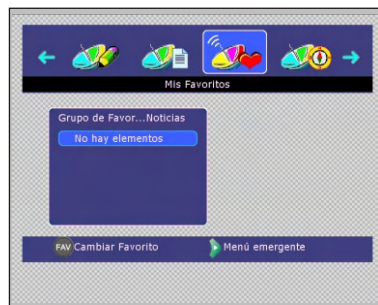 Mis Favoritos
Grupo de Favor...Noticias
No hay elementos
FAV Cambiar Favorito
Menú emergente